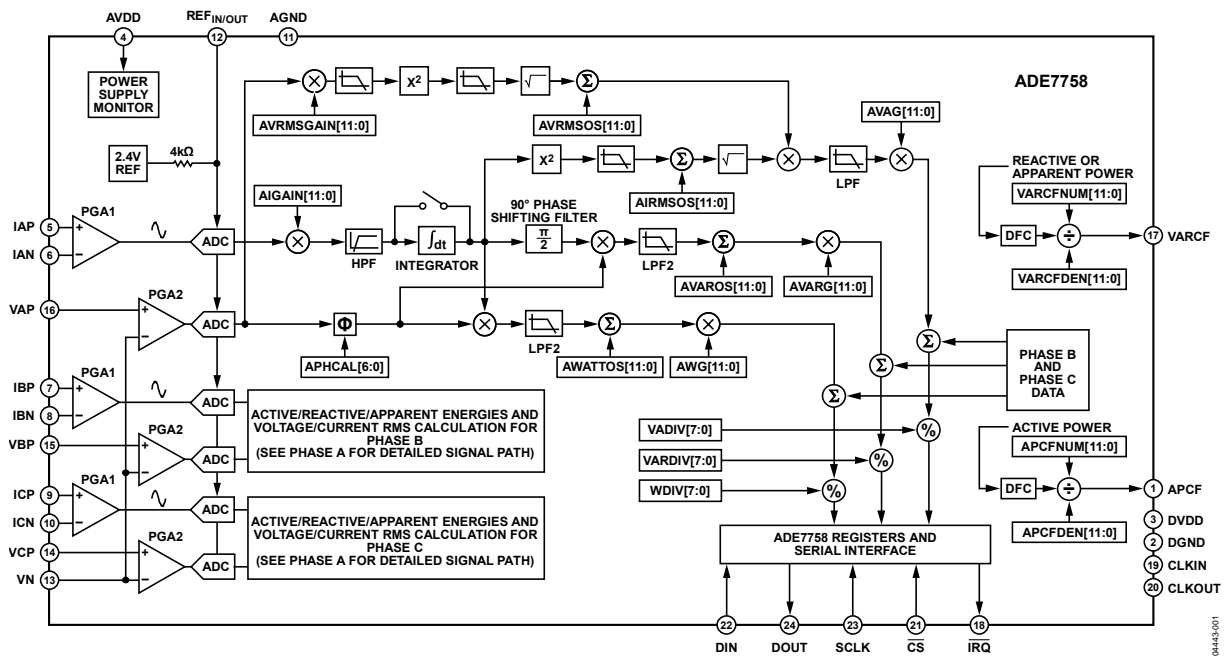 AVDD
REFIN/OUT
AGND
4
12
11
POWER
SUPPLY
MONITOR
ADE7758
X²
√
Σ
AVRMSGAIN[11:0]
AVRMSOS[11:0]
AVAG[11:0]
2.4V
REF
4kΩ
X²
Σ
√
LPF
AIRMSOS[11:0]
REACTIVE OR
APPARENT POWER
VARCFNUM[11:0]
DFC
÷
17
VARCF
VARCFDEN[11:0]
AIGAIN[11:0]
90° PHASE
SHIFTING FILTER
IAP
5
PGA1
+
−
IAN
6
ADC
HPF
∫dt
INTEGRATOR
π
2
LPF2
Σ
AVAROS[11:0]
AVARG[11:0]
VAP
16
PGA2
+
−
ADC
Φ
APHCAL[6:0]
LPF2
Σ
AWATTOS[11:0]
AWG[11:0]
Σ
Σ
Σ
PHASE B
AND
PHASE C
DATA
IBP
7
PGA1
+
−
IBN
8
ADC
VBP
15
PGA2
+
−
ADC
ACTIVE/REACTIVE/APPARENT ENERGIES AND
VOLTAGE/CURRENT RMS CALCULATION FOR
PHASE B
(SEE PHASE A FOR DETAILED SIGNAL PATH)
VADIV[7:0]
%
VARDIV[7:0]
%
WDIV[7:0]
%
ACTIVE POWER
APCFNUM[11:0]
DFC
÷
1
APCF
APCFDEN[11:0]
ICP
9
PGA1
+
−
ICN
10
ADC
VCP
14
PGA2
+
−
VN
13
ADC
ACTIVE/REACTIVE/APPARENT ENERGIES AND
VOLTAGE/CURRENT RMS CALCULATION FOR
PHASE C
(SEE PHASE A FOR DETAILED SIGNAL PATH)
ADE7758 REGISTERS AND
SERIAL INTERFACE
3
DVDD
2
DGND
19
CLKIN
20
CLKOUT
22
24
23
21
18
DIN
DOUT
SCLK
CS
IRQ
04443-001